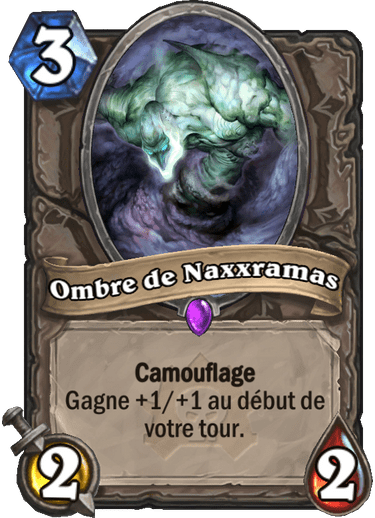 3
Ombre de Naxxramas
Camouflage
Gagne +1/+1 au début de
votre tour.
2
2